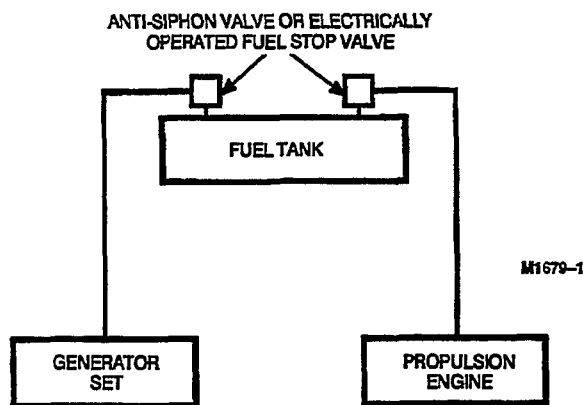 ANTI-SIPHON VALVE OR ELECTRICALLY
OPERATED FUEL STOP VALVE
FUEL TANK
M1679-1
GENERATOR
SET
PROPULSION
ENGINE